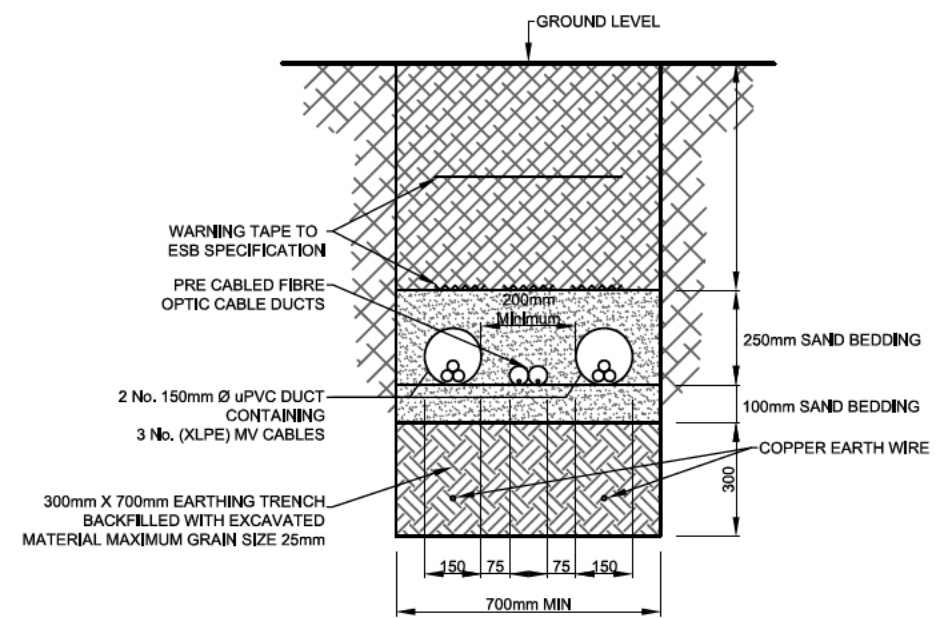 GROUND LEVEL
WARNING TAPE TO
ESB SPECIFICATION
PRE CABLED FIBRE
OPTIC CABLE DUCTS
200mm
Minimum
250mm SAND BEDDING
2 No. 150mm Ø uPVC DUCT
CONTAINING
3 No. (XLPE) MV CABLES
100mm SAND BEDDING
COPPER EARTH WIRE
300
300mm X 700mm EARTHING TRENCH
BACKFILLED WITH EXCAVATED
MATERIAL MAXIMUM GRAIN SIZE 25mm
150 75 75 150
700mm MIN